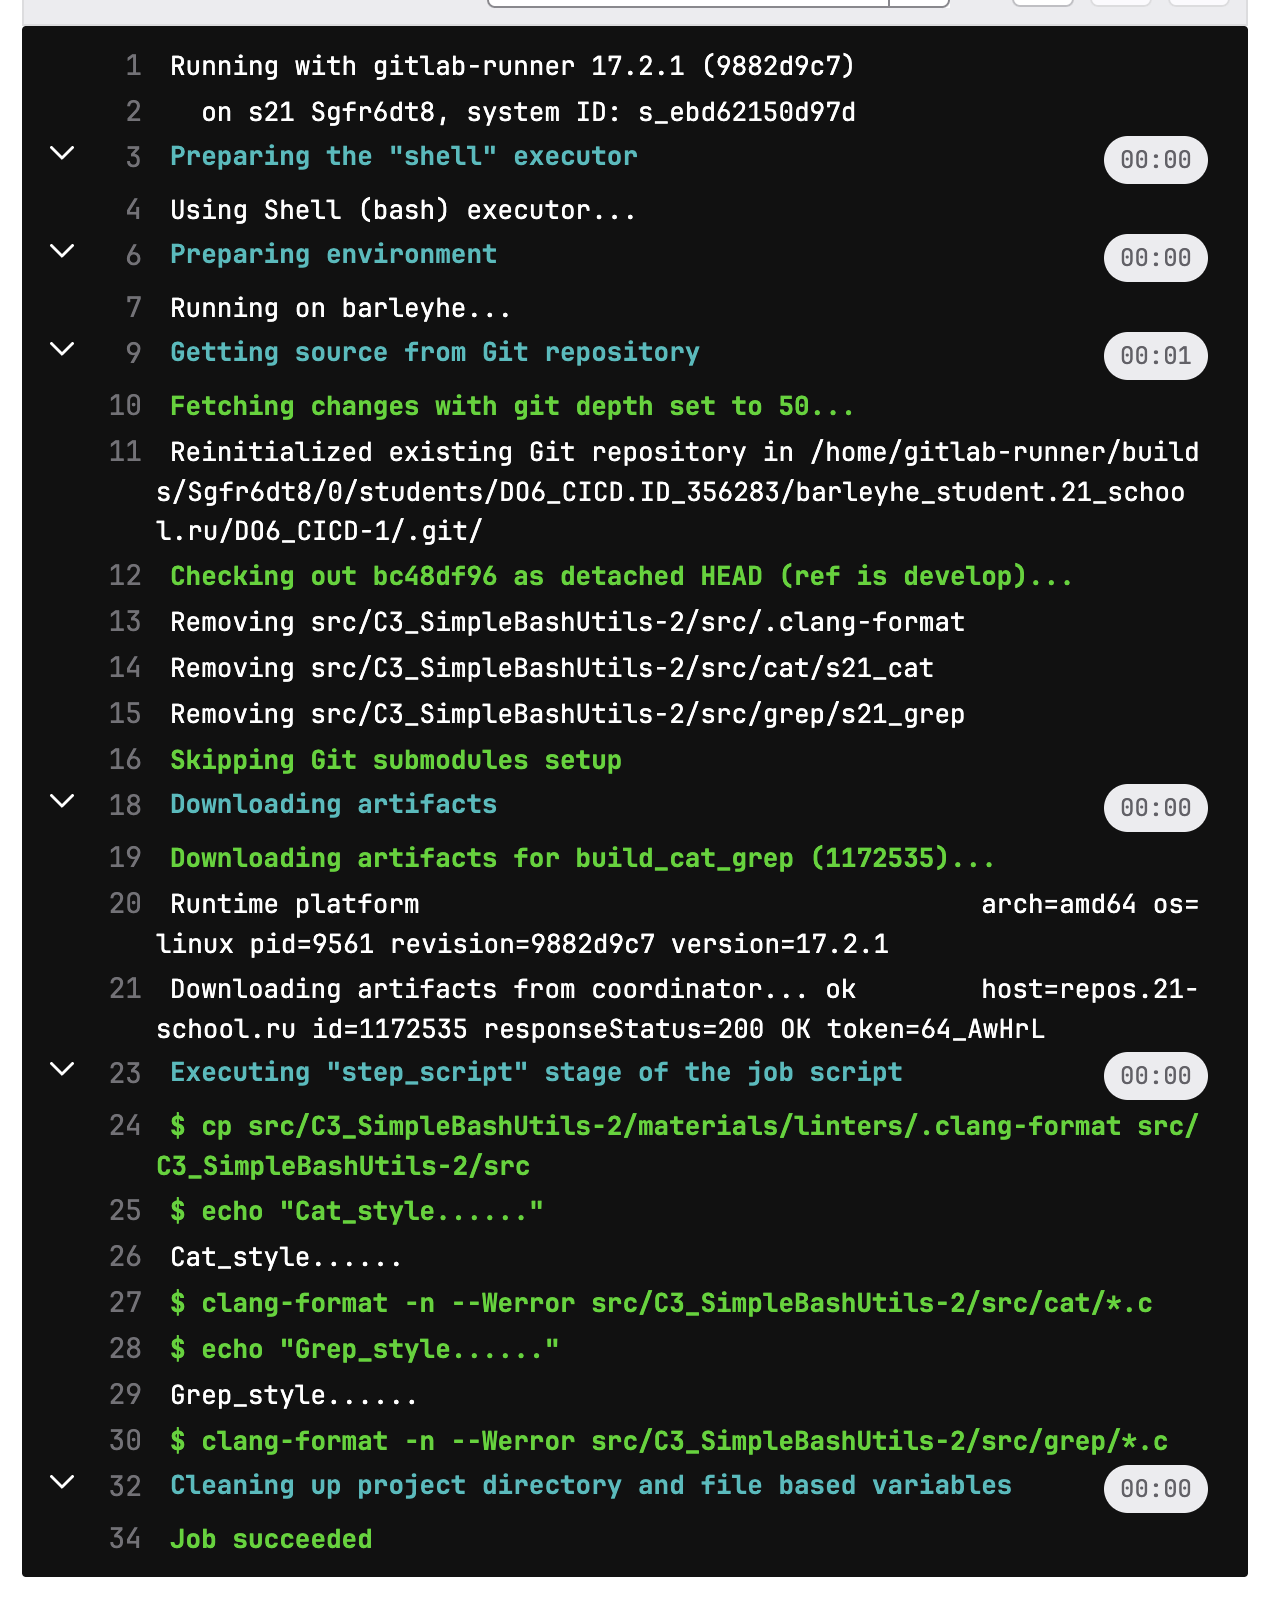 1 Running with gitlab-runner 17.2.1 (9882d9c7)
2 on s21 Sgfr6dt8, system ID: s_ebd62150d97d
3 Preparing the "shell" executor 00:00
4 Using Shell (bash) executor...
6 Preparing environment 00:00
7 Running on barleyhe...
9 Getting source from Git repository 00:01
10 Fetching changes with git depth set to 50...
11 Reinitialized existing Git repository in /home/gitlab-runner/build
s/Sgfr6dt8/0/students/DO6_CICD.ID_356283/barleyhe_student.21_schoo
l.ru/DO6_CICD-1/.git/
12 Checking out bc48df96 as detached HEAD (ref is develop)...
13 Removing src/C3_SimpleBashUtils-2/src/.clang-format
14 Removing src/C3_SimpleBashUtils-2/src/cat/s21_cat
15 Removing src/C3_SimpleBashUtils-2/src/grep/s21_grep
16 Skipping Git submodules setup
18 Downloading artifacts 00:00
19 Downloading artifacts for build_cat_grep (1172535)...
20 Runtime platform arch=amd64 os=
linux pid=9561 revision=9882d9c7 version=17.2.1
21 Downloading artifacts from coordinator... ok host=repos.21-
school.ru id=1172535 responseStatus=200 OK token=64_AwHrL
23 Executing "step_script" stage of the job script 00:00
24 $ cp src/C3_SimpleBashUtils-2/materials/linters/.clang-format src/
C3_SimpleBashUtils-2/src
25 $ echo "Cat_style......"
26 Cat_style......
27 $ clang-format -n --Werror src/C3_SimpleBashUtils-2/src/cat/*.c
28 $ echo "Grep_style......"
29 Grep_style......
30 $ clang-format -n --Werror src/C3_SimpleBashUtils-2/src/grep/*.c
32 Cleaning up project directory and file based variables 00:00
34 Job succeeded